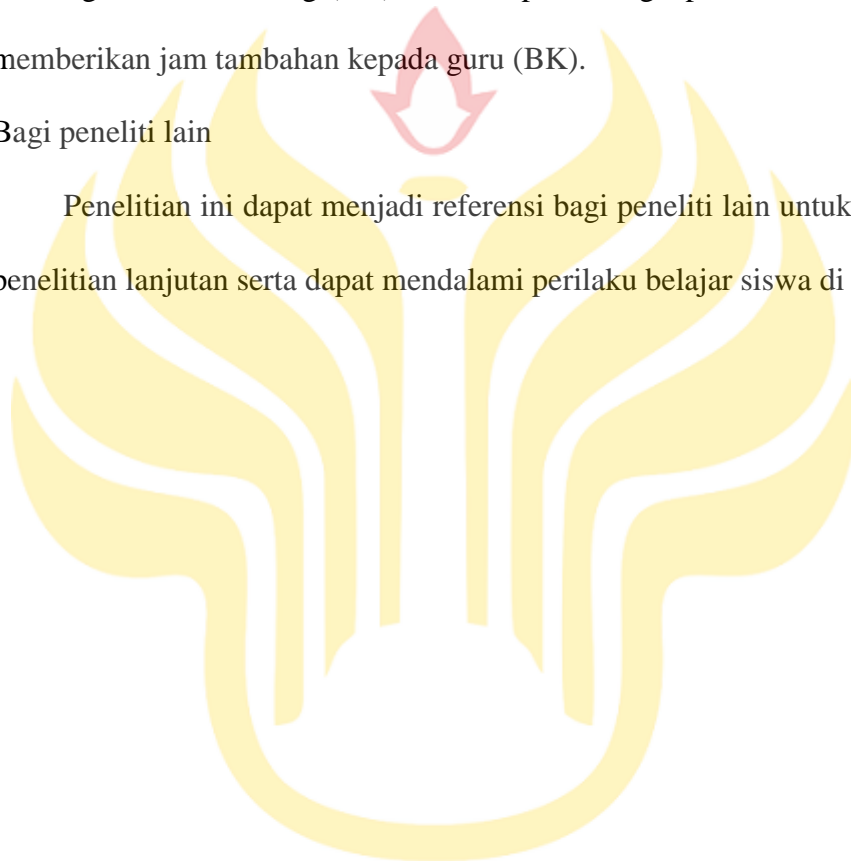 memberikan jam tambahan kepada guru (BK).
Bagi peneliti lain
Penelitian ini dapat menjadi referensi bagi peneliti lain untuk
penelitian lanjutan serta dapat mendalami perilaku belajar siswa di